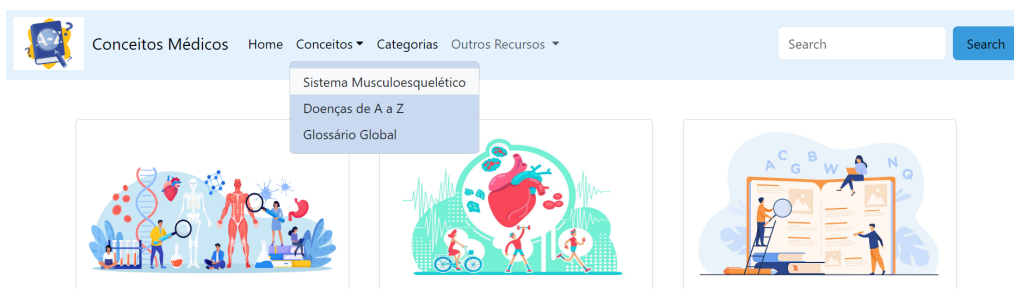 A-Z
Conceitos Médicos Home Conceitos Categorias Outros Recursos Search Search
Sistema Musculoesquelético
Doenças de A a Z
Glossário Global
A C G B W N Q